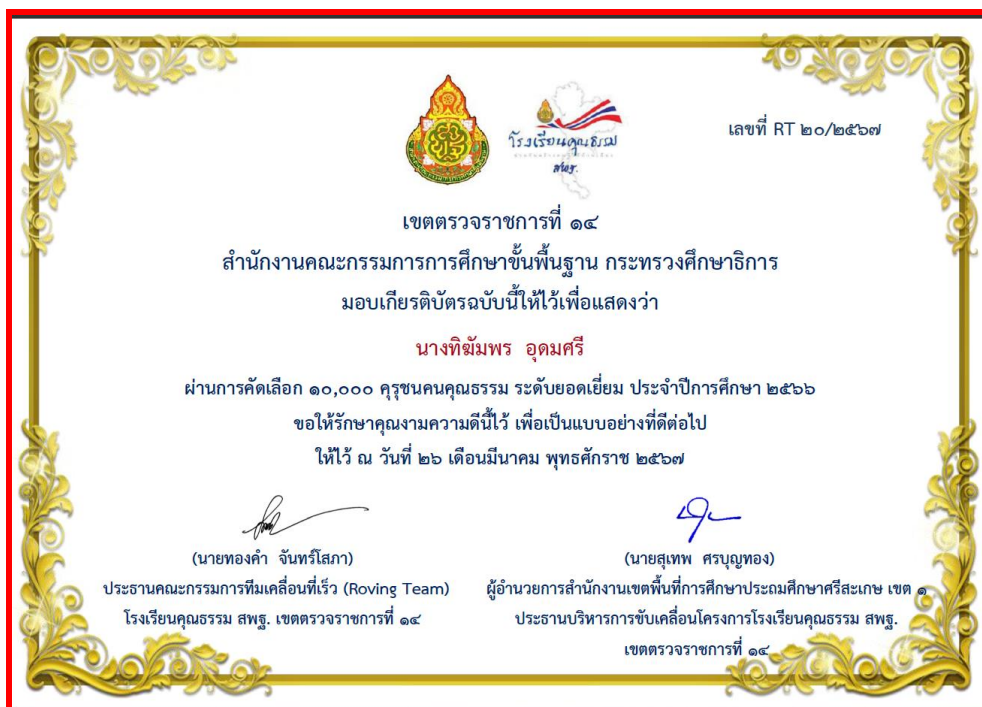 โรงเรียนคุณธรรม
สพฐ.
เลขที่ RT ๒๐/๒๕๖๗
เขตตรวจราชการที่ ๑๔
สำนักงานคณะกรรมการการศึกษาขั้นพื้นฐาน กระทรวงศึกษาธิการ
มอบเกียรติบัตรฉบับนี้ให้ไว้เพื่อแสดงว่า
นางทิฆัมพร อุดมศรี
ผ่านการคัดเลือก ๑๐,๐๐๐ คุรุชนคนคุณธรรม ระดับยอดเยี่ยม ประจำปีการศึกษา ๒๕๖๖
ขอให้รักษาคุณงามความดีนี้ไว้ เพื่อเป็นแบบอย่างที่ดีต่อไป
ให้ไว้ ณ วันที่ ๒๖ เดือนมีนาคม พุทธศักราช ๒๕๖๗
(นายทองคำ จันทร์โสภา)
ประธานคณะกรรมการทีมเคลื่อนที่เร็ว (Roving Team)
โรงเรียนคุณธรรม สพฐ. เขตตรวจราชการที่ ๑๔
(นายสุเทพ ศรบุญทอง)
ผู้อำนวยการสำนักงานเขตพื้นที่การศึกษาประถมศึกษาศรีสะเกษ เขต ๑
ประธานบริหารการขับเคลื่อนโครงการโรงเรียนคุณธรรม สพฐ.
เขตตรวจราชการที่ ๑๔